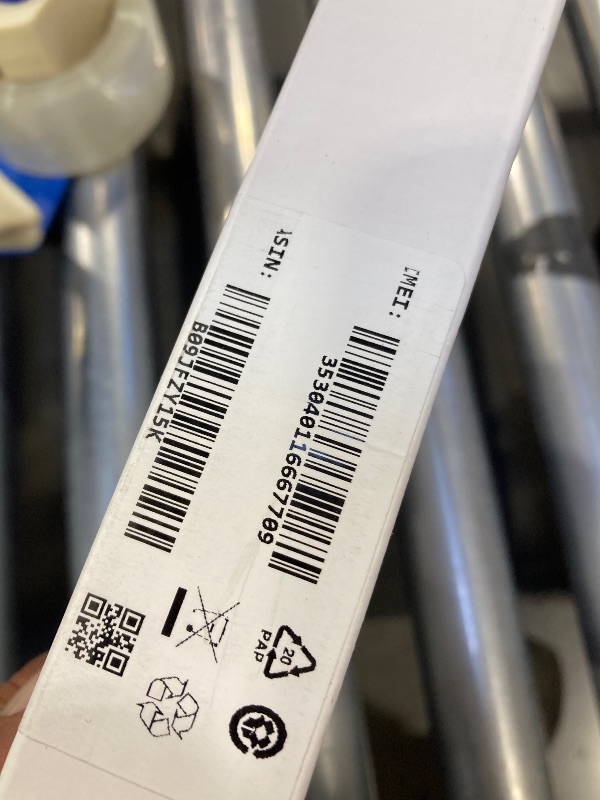 ASIN:
B09JFZY15K
IMEI:
353040116667709
20
PAP